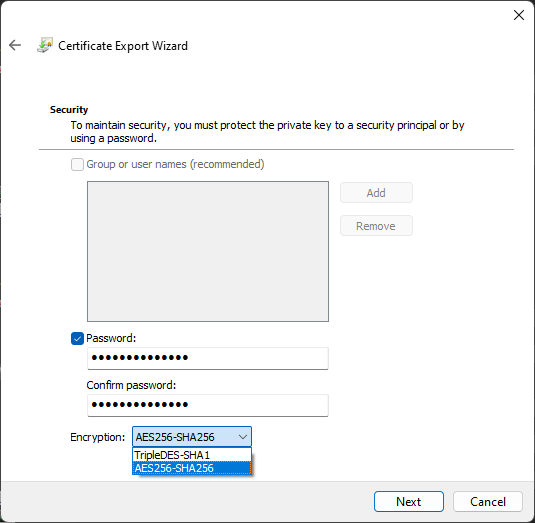 Certificate Export Wizard
Security
To maintain security, you must protect the private key to a security principal or by
using a password.
Group or user names (recommended)
Add
Remove
Password:
●●●●●●●●●●●●●●
Confirm password:
●●●●●●●●●●●●●●
Encryption: AES256-SHA256
TripleDES-SHA1
AES256-SHA256
Next Cancel